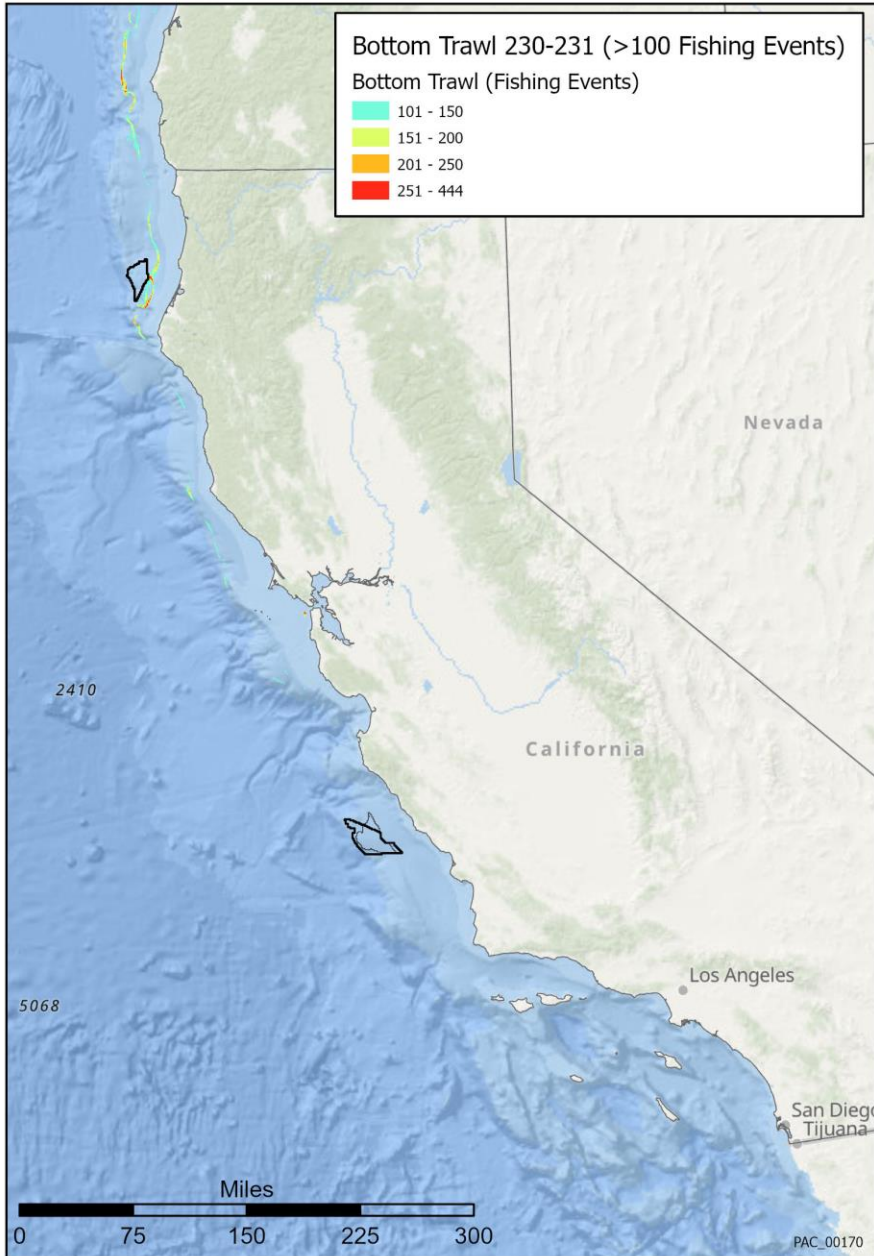 Bottom Trawl 230-231 (>100 Fishing Events)
Bottom Trawl (Fishing Events)
101 - 150
151 - 200
201 - 250
251 - 444
Nevada
2410
California
Los Angeles
5068
San Diego
Tijuana
Miles
0 75 150 225 300
PAC_00170